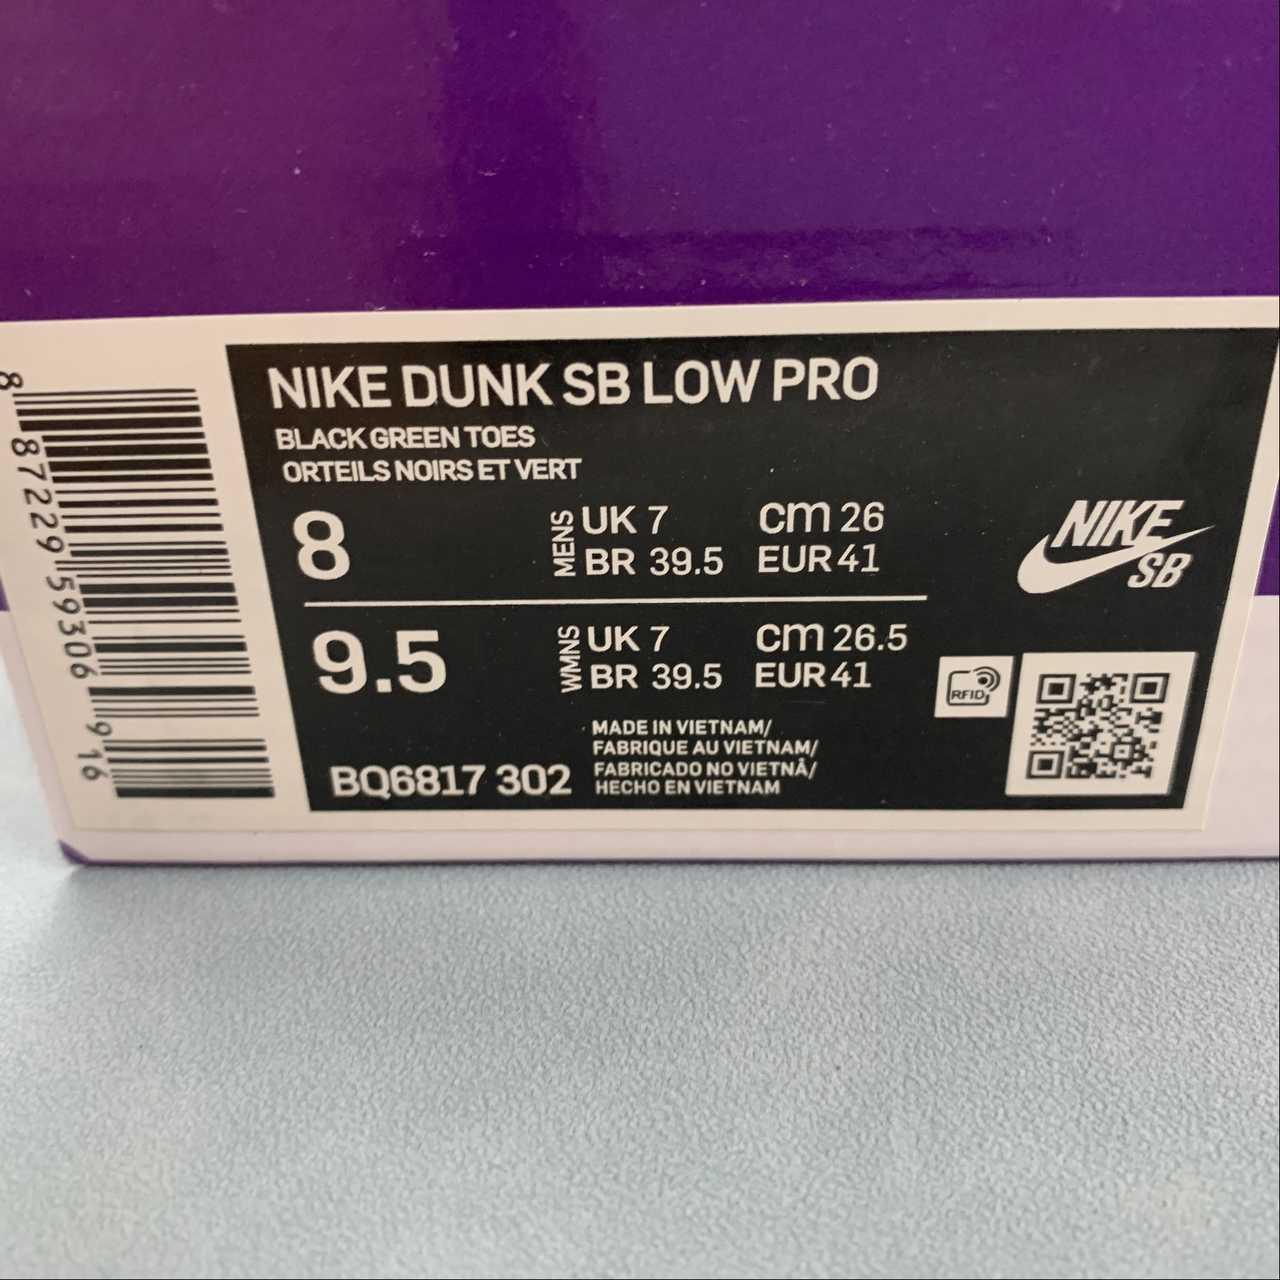 NIKE DUNK SB LOW PRO
BLACK GREEN TOES
ORTEILS NOIRS ET VERT
8
MENS
UK 7 cm 26
BR 39.5 EUR 41
9.5
WMNS
UK 7 cm 26.5
BR 39.5 EUR 41
NIKE
SB
RFID
BQ6817 302
MADE IN VIETNAM/
FABRIQUE AU VIETNAM/
FABRICADO NO VIETNÃ/
HECHO EN VIETNAM
8 87229 59306 916